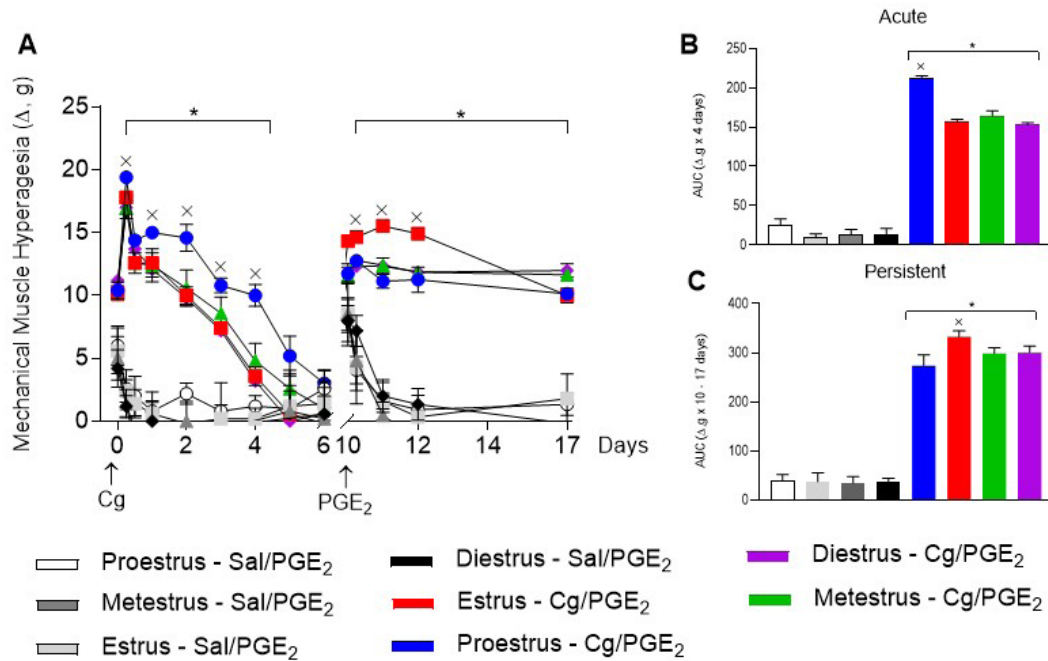 A
Mechanical Muscle Hyperagesia (Δ, g)
25
20
15
10
5
0
*
*
×
× ×
×
×
× × ×
0 2 4 6 10 12 14 17 Days
Cg
PGE2
Acute
B
AUC (Δ.g x 4 days)
250
200
150
100
50
0
*
×
Persistent
C
AUC (Δ.g x 10 - 17 days)
400
300
200
100
0
*
×
Proestrus - Sal/PGE2
Metestrus - Sal/PGE2
Estrus - Sal/PGE2
Diestrus - Sal/PGE2
Estrus - Cg/PGE2
Proestrus - Cg/PGE2
Diestrus - Cg/PGE2
Metestrus - Cg/PGE2